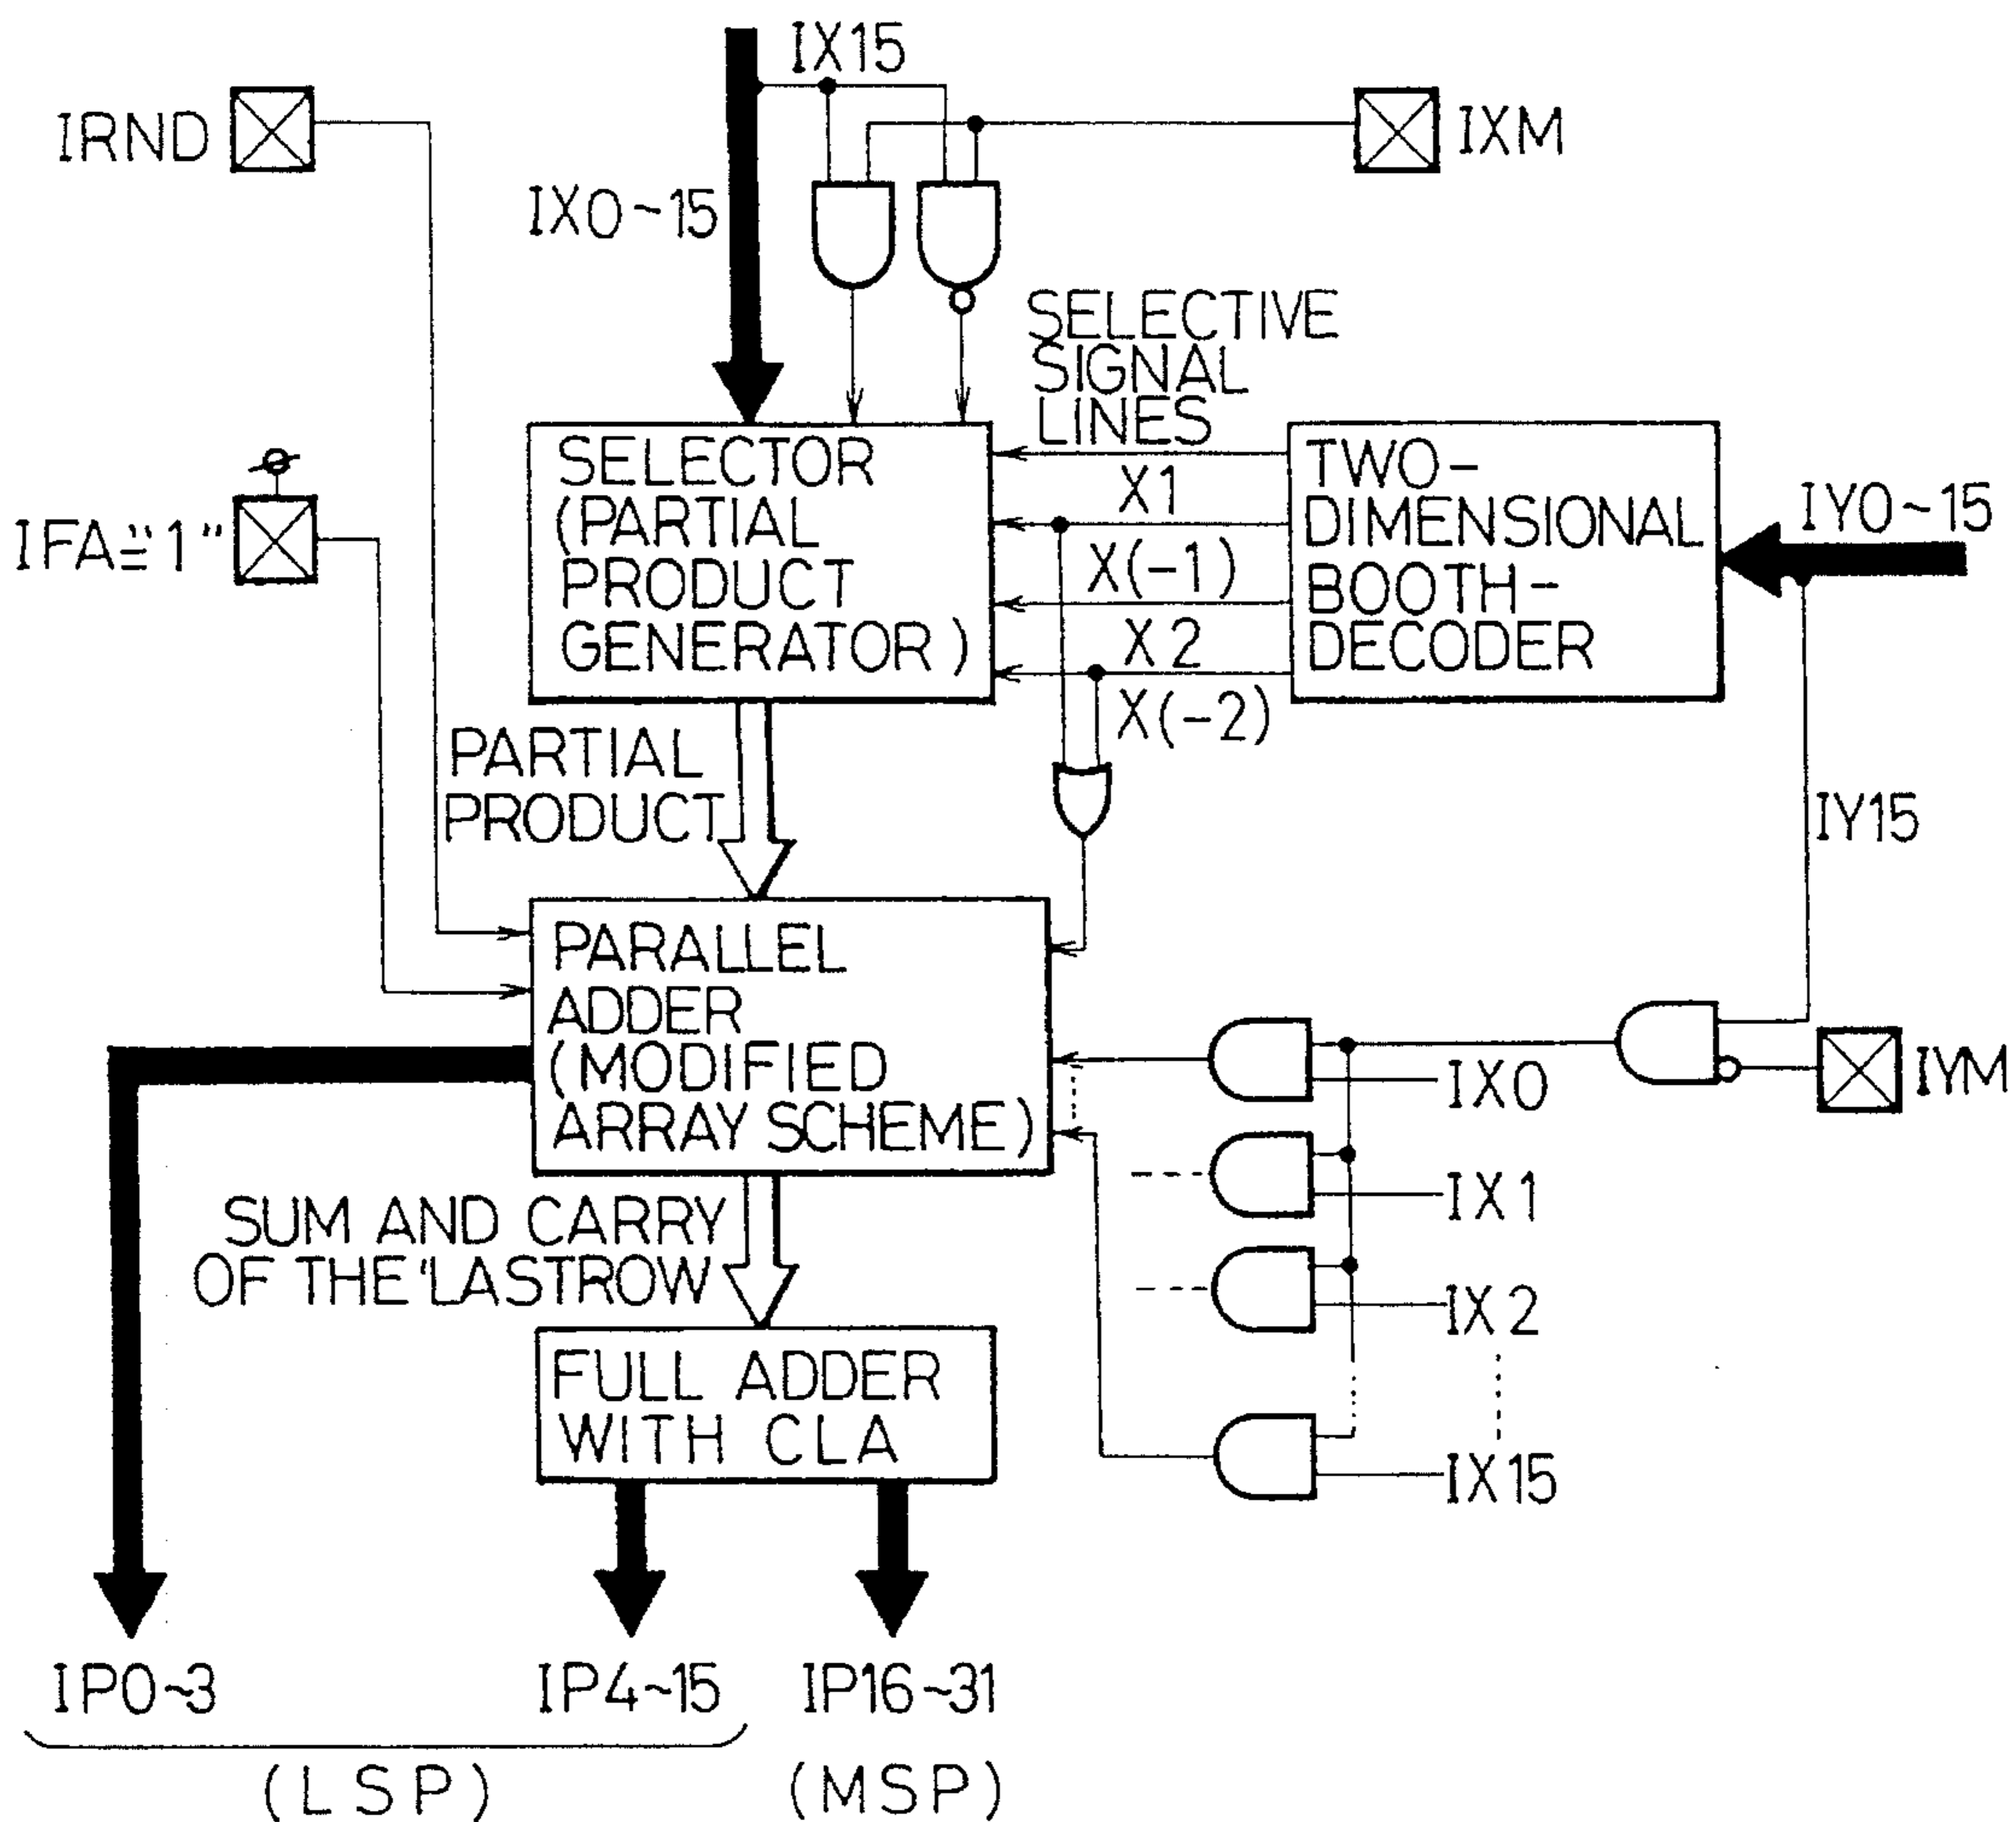 IX15
IRND
IXM
IX0~15
SELECTIVE
SIGNAL
LINES
SELECTOR
(PARTIAL
PRODUCT
GENERATOR)
X1
X(-1)
X2
X(-2)
TWO-
DIMENSIONAL
BOOTH-
DECODER
IY0~15
IFA="1"
PARTIAL
PRODUCT
IY15
PARALLEL
ADDER
(MODIFIED
ARRAY SCHEME)
IX0
IYM
IX1
IX2
IX15
SUM AND CARRY
OF THE 'LASTROW
FULL ADDER
WITH CLA
IP0~3
IP4~15
IP16~31
(LSP)
(MSP)